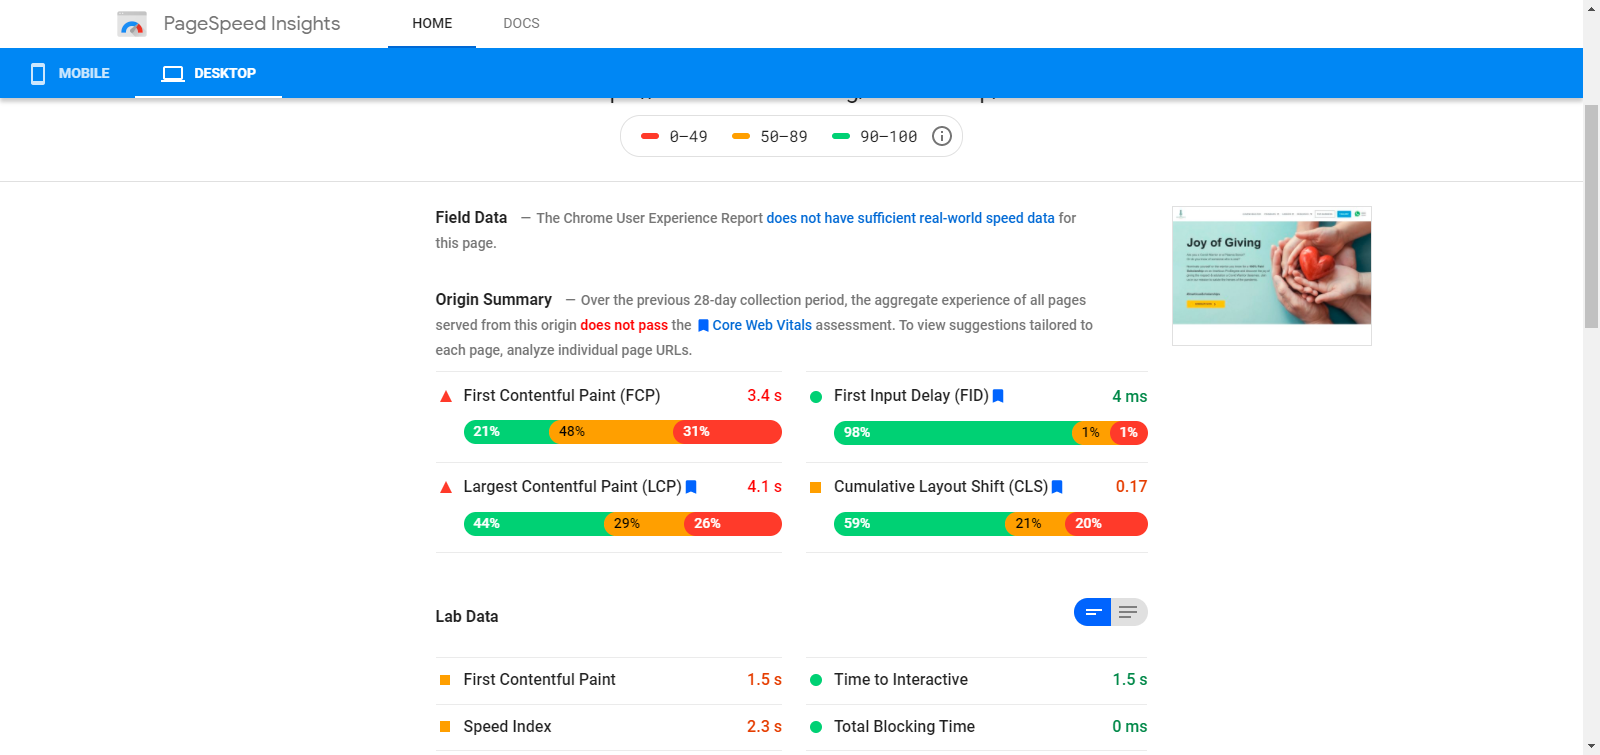 PageSpeed Insights HOME DOCS
MOBILE DESKTOP
0–49 50–89 90–100
Field Data — The Chrome User Experience Report does not have sufficient real-world speed data for
this page.
Origin Summary — Over the previous 28-day collection period, the aggregate experience of all pages
served from this origin does not pass the Core Web Vitals assessment. To view suggestions tailored to
each page, analyze individual page URLs.
Joy of Giving
First Contentful Paint (FCP) 3.4 s
21% 48% 31%
First Input Delay (FID) 4 ms
98% 1% 1%
Largest Contentful Paint (LCP) 4.1 s
44% 29% 26%
Cumulative Layout Shift (CLS) 0.17
59% 21% 20%
Lab Data
First Contentful Paint 1.5 s
Time to Interactive 1.5 s
Speed Index 2.3 s
Total Blocking Time 0 ms